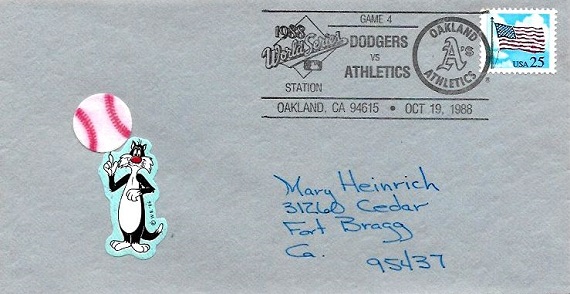 GAME 4
1988
World Series
DODGERS
VS
ATHLETICS
STATION
OAKLAND, CA 94615 • OCT 19, 1988
OAKLAND
A's
ATHLETICS
USA 25
Mary Heinrich
31260 Cedar
Fort Bragg
Ca. 95437